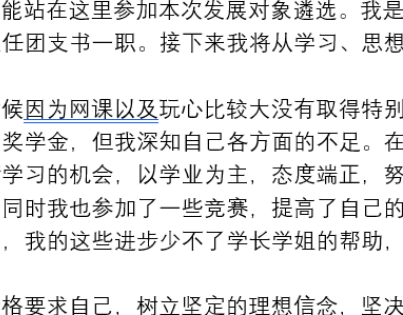 能站在这里参加本次发展对象遴选。我是
任团支书一职。接下来我将从学习、思想
候因为网课以及玩心比较大没有取得特别
奖学金，但我深知自己各方面的不足。在
学习的机会，以学业为主，态度端正，努
同时我也参加了一些竞赛，提高了自己的
，我的这些进步少不了学长学姐的帮助，
格要求自己，树立坚定的理想信念，坚决